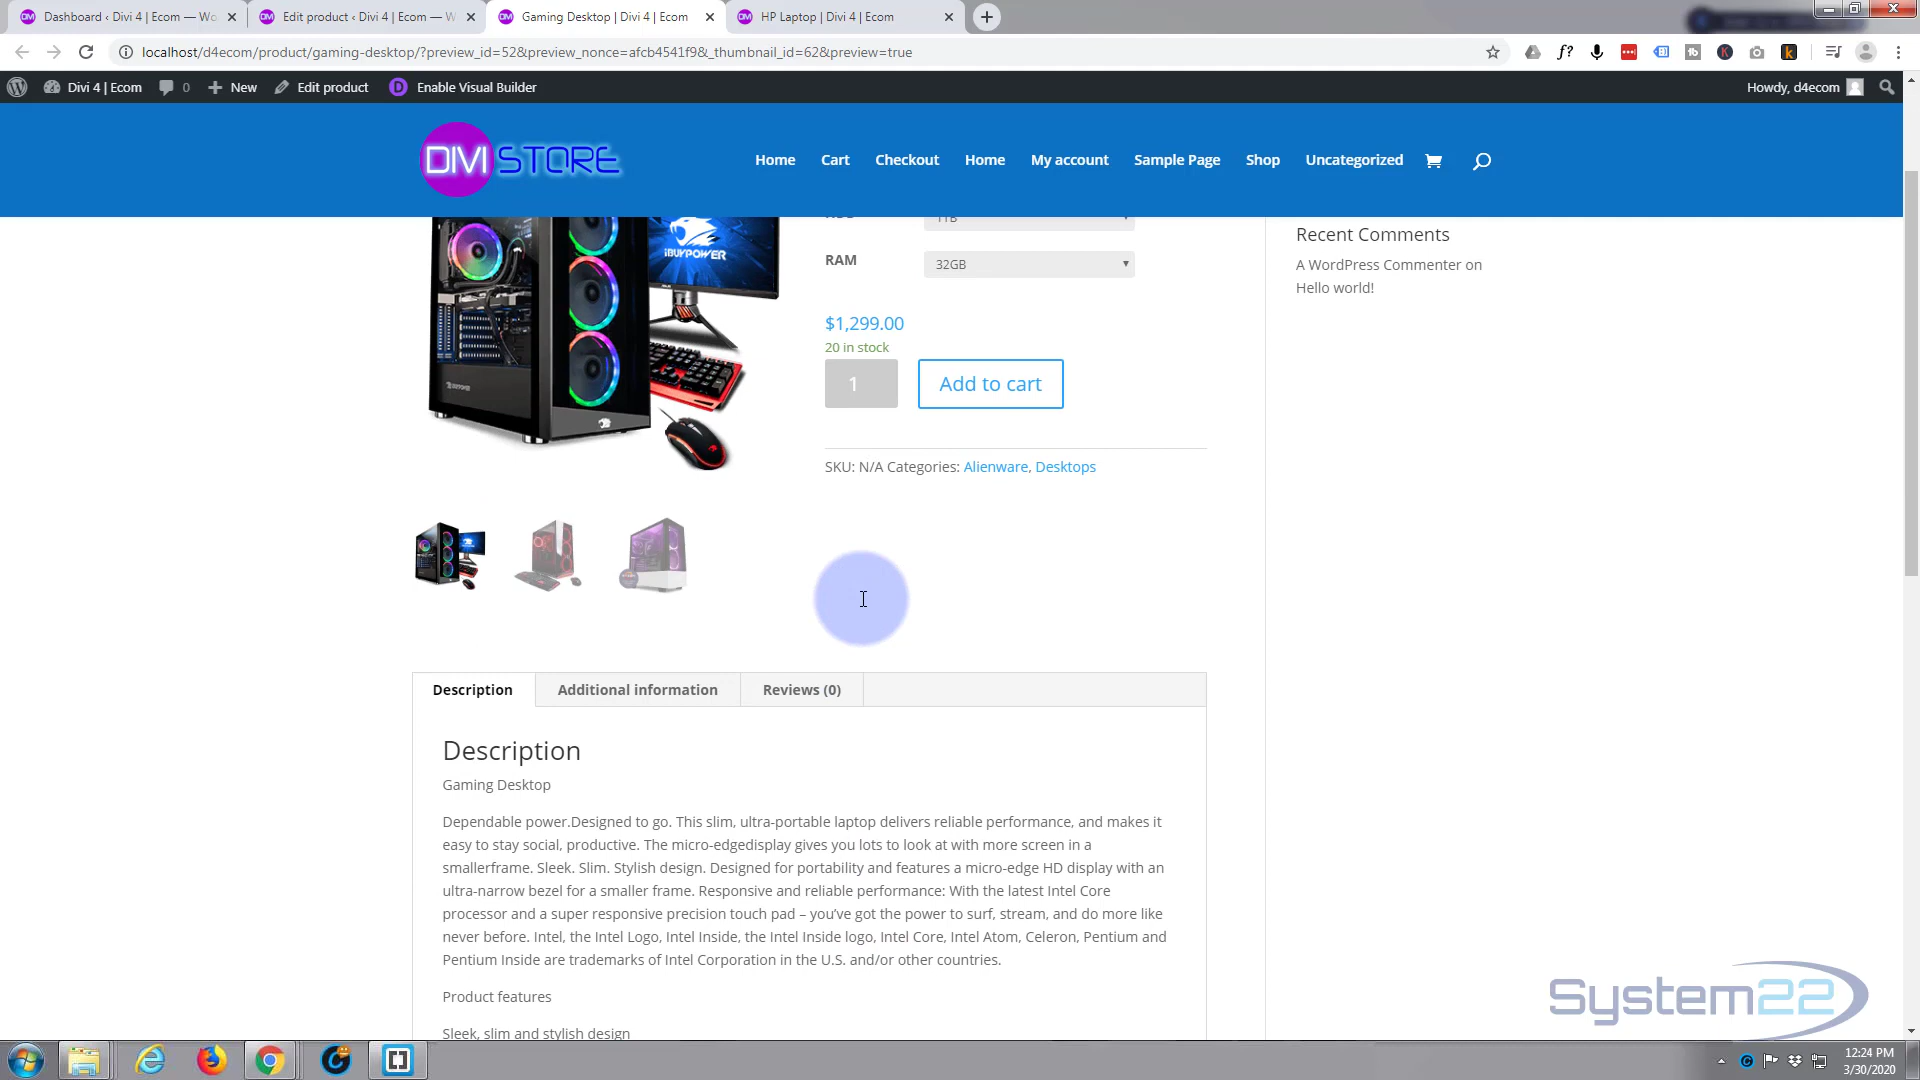 Dashboard ‹ Divi 4 | Ecom — Wo
Edit product ‹ Divi 4 | Ecom — W
Gaming Desktop | Divi 4 | Ecom
HP Laptop | Divi 4 | Ecom
localhost/d4ecom/product/gaming-desktop/?preview_id=52&preview_nonce=afcb4541f9&_thumbnail_id=62&preview=true
Divi 4 | Ecom
0
New
Edit product
Enable Visual Builder
Howdy, d4ecom
DIVI STORE
Home
Cart
Checkout
Home
My account
Sample Page
Shop
Uncategorized
1TB
RAM
32GB
iBUYPOWER
$1,299.00
20 in stock
1
Add to cart
SKU: N/A Categories: Alienware, Desktops
Recent Comments
A WordPress Commenter on
Hello world!
Description
Additional information
Reviews (0)
Description
Gaming Desktop
Dependable power.Designed to go. This slim, ultra-portable laptop delivers reliable performance, and makes it
easy to stay social, productive. The micro-edgedisplay gives you lots to look at with more screen in a
smallerframe. Sleek. Slim. Stylish design. Designed for portability and features a micro-edge HD display with an
ultra-narrow bezel for a smaller frame. Responsive and reliable performance: With the latest Intel Core
processor and a super responsive precision touch pad – you’ve got the power to surf, stream, and do more like
never before. Intel, the Intel Logo, Intel Inside, the Intel Inside logo, Intel Core, Intel Atom, Celeron, Pentium and
Pentium Inside are trademarks of Intel Corporation in the U.S. and/or other countries.
Product features
Sleek, slim and stylish design
System22
12:24 PM
3/30/2020